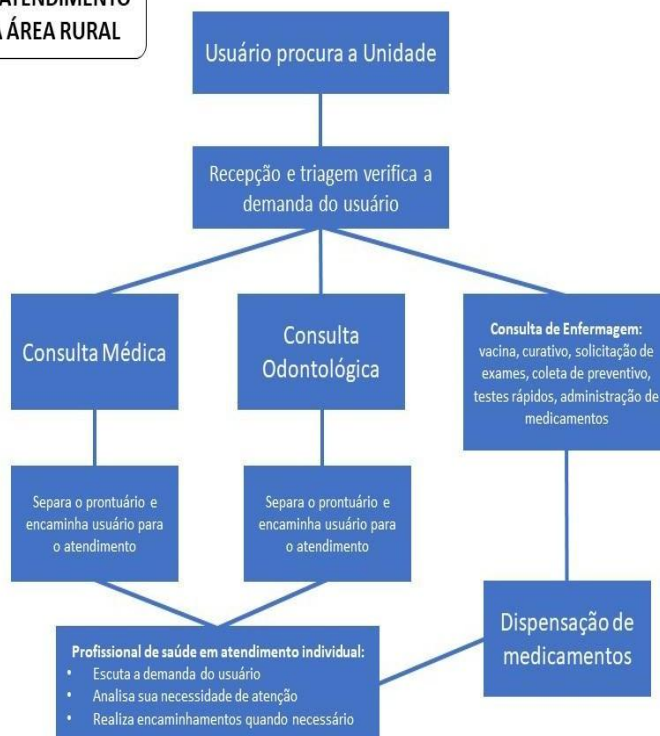 ATENDIMENTO
ÁREA RURAL
Usuário procura a Unidade
Recepção e triagem verifica a
demanda do usuário
Consulta Médica
Consulta
Odontológica
Consulta de Enfermagem:
vacina, curativo, solicitação de
exames, coleta de preventivo,
testes rápidos, administração de
medicamentos
Separa o prontuário e
encaminha usuário para
o atendimento
Separa o prontuário e
encaminha usuário para
o atendimento
Profissional de saúde em atendimento individual:
• Escuta a demanda do usuário
• Analisa sua necessidade de atenção
• Realiza encaminhamentos quando necessário
Dispensação de
medicamentos